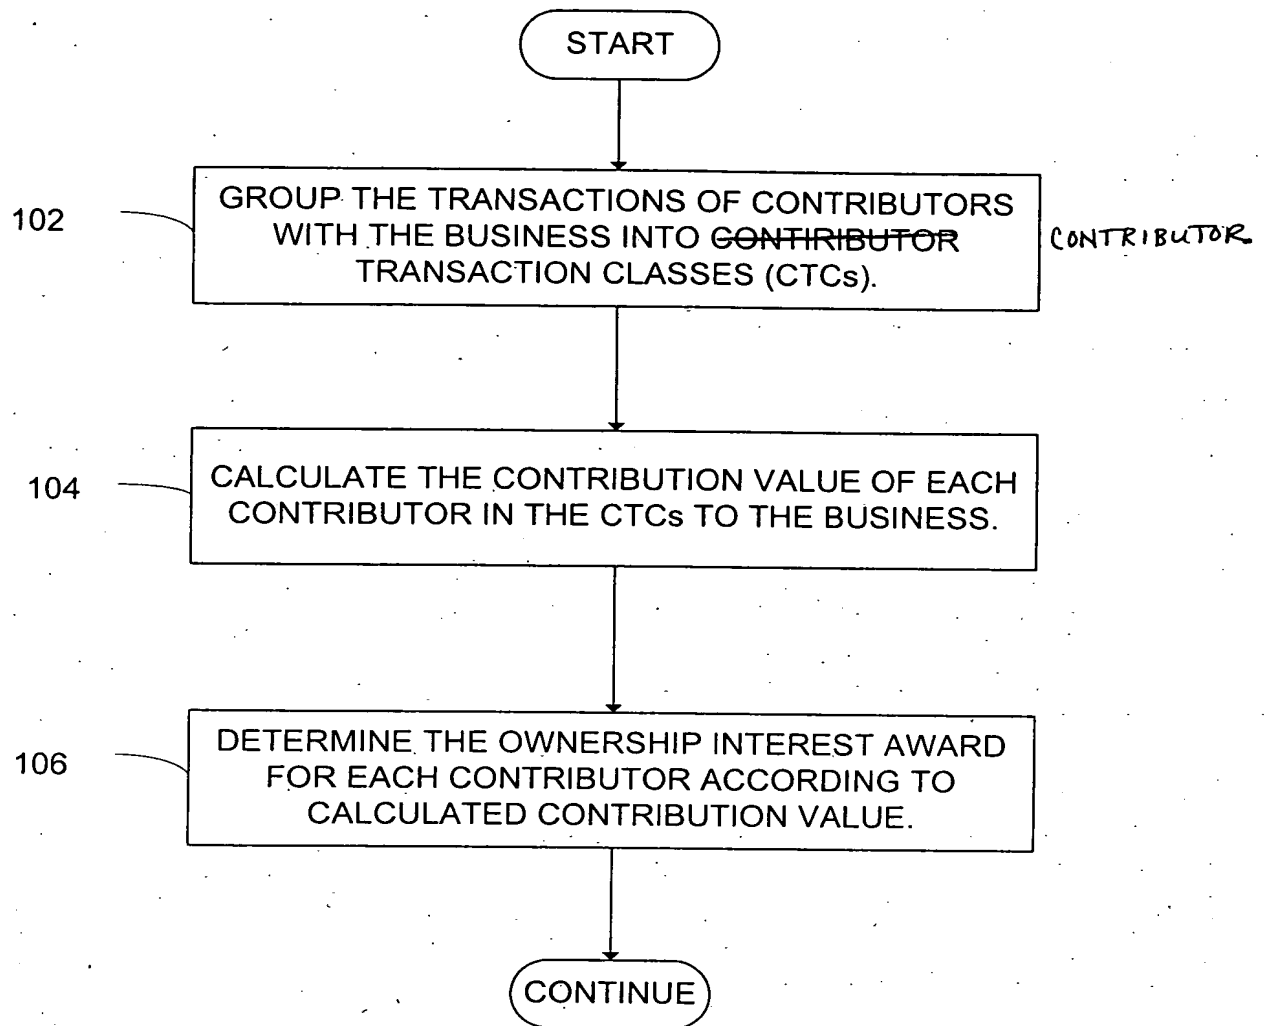 START
102
GROUP THE TRANSACTIONS OF CONTRIBUTORS
WITH THE BUSINESS INTO CONTIRIBUTOR CONTRIBUTOR
TRANSACTION CLASSES (CTCs).
104
CALCULATE THE CONTRIBUTION VALUE OF EACH
CONTRIBUTOR IN THE CTCs TO THE BUSINESS.
106
DETERMINE THE OWNERSHIP INTEREST AWARD
FOR EACH CONTRIBUTOR ACCORDING TO
CALCULATED CONTRIBUTION VALUE.
CONTINUE